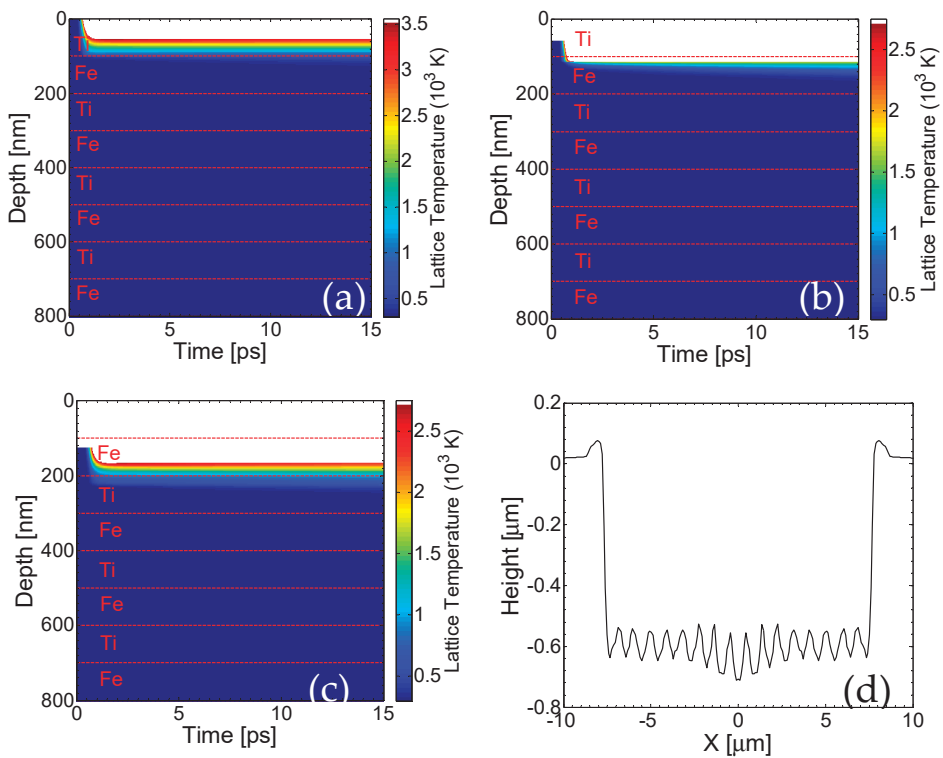 0
200
400
600
800
Depth [nm]
0
5
10
15
Time [ps]
Ti
Fe
Ti
Fe
Ti
Fe
Ti
Fe
(a)
3.5
3
2.5
2
1.5
1
0.5
Lattice Temperature (10³ K)
0
200
400
600
800
Depth [nm]
0
5
10
15
Time [ps]
Ti
Fe
Ti
Fe
Ti
Fe
Ti
Fe
(b)
2.5
2
1.5
1
0.5
Lattice Temperature (10³ K)
0
200
400
600
800
Depth [nm]
0
5
10
15
Time [ps]
Fe
Ti
Fe
Ti
Fe
Ti
Fe
(c)
2.5
2
1.5
1
0.5
Lattice Temperature (10³ K)
0.2
0
-0.2
-0.4
-0.6
-0.8
Height [μm]
-10
-5
0
5
10
X [μm]
(d)